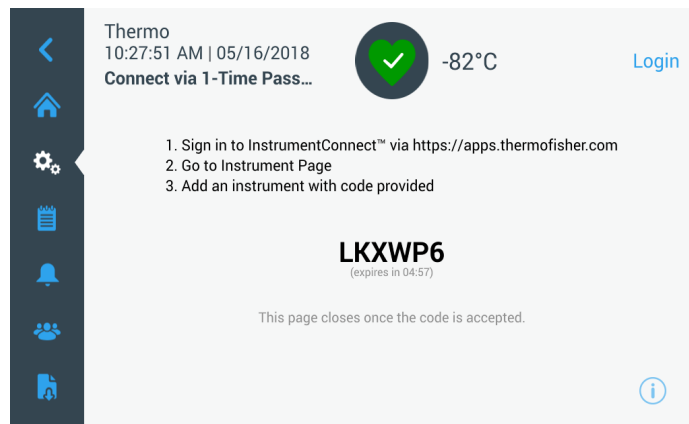 Thermo
10:27:51 AM | 05/16/2018
Connect via 1-Time Pass...
-82°C
Login
1. Sign in to InstrumentConnect™ via https://apps.thermofisher.com
2. Go to Instrument Page
3. Add an instrument with code provided
LKXWP6
(expires in 04:57)
This page closes once the code is accepted.